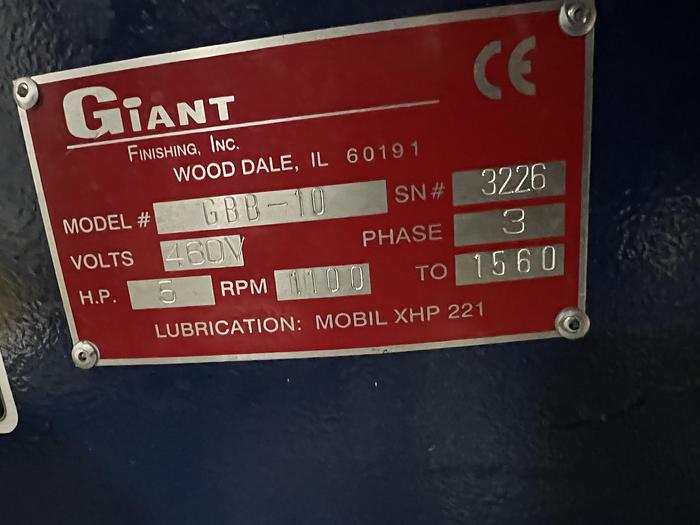 GIANT
FINISHING, INC.
WOOD DALE, IL 60191
CE
MODEL # GBB-10 SN# 3226
VOLTS 460V PHASE 3
H.P. 5 RPM 1100 TO 1560
LUBRICATION: MOBIL XHP 221